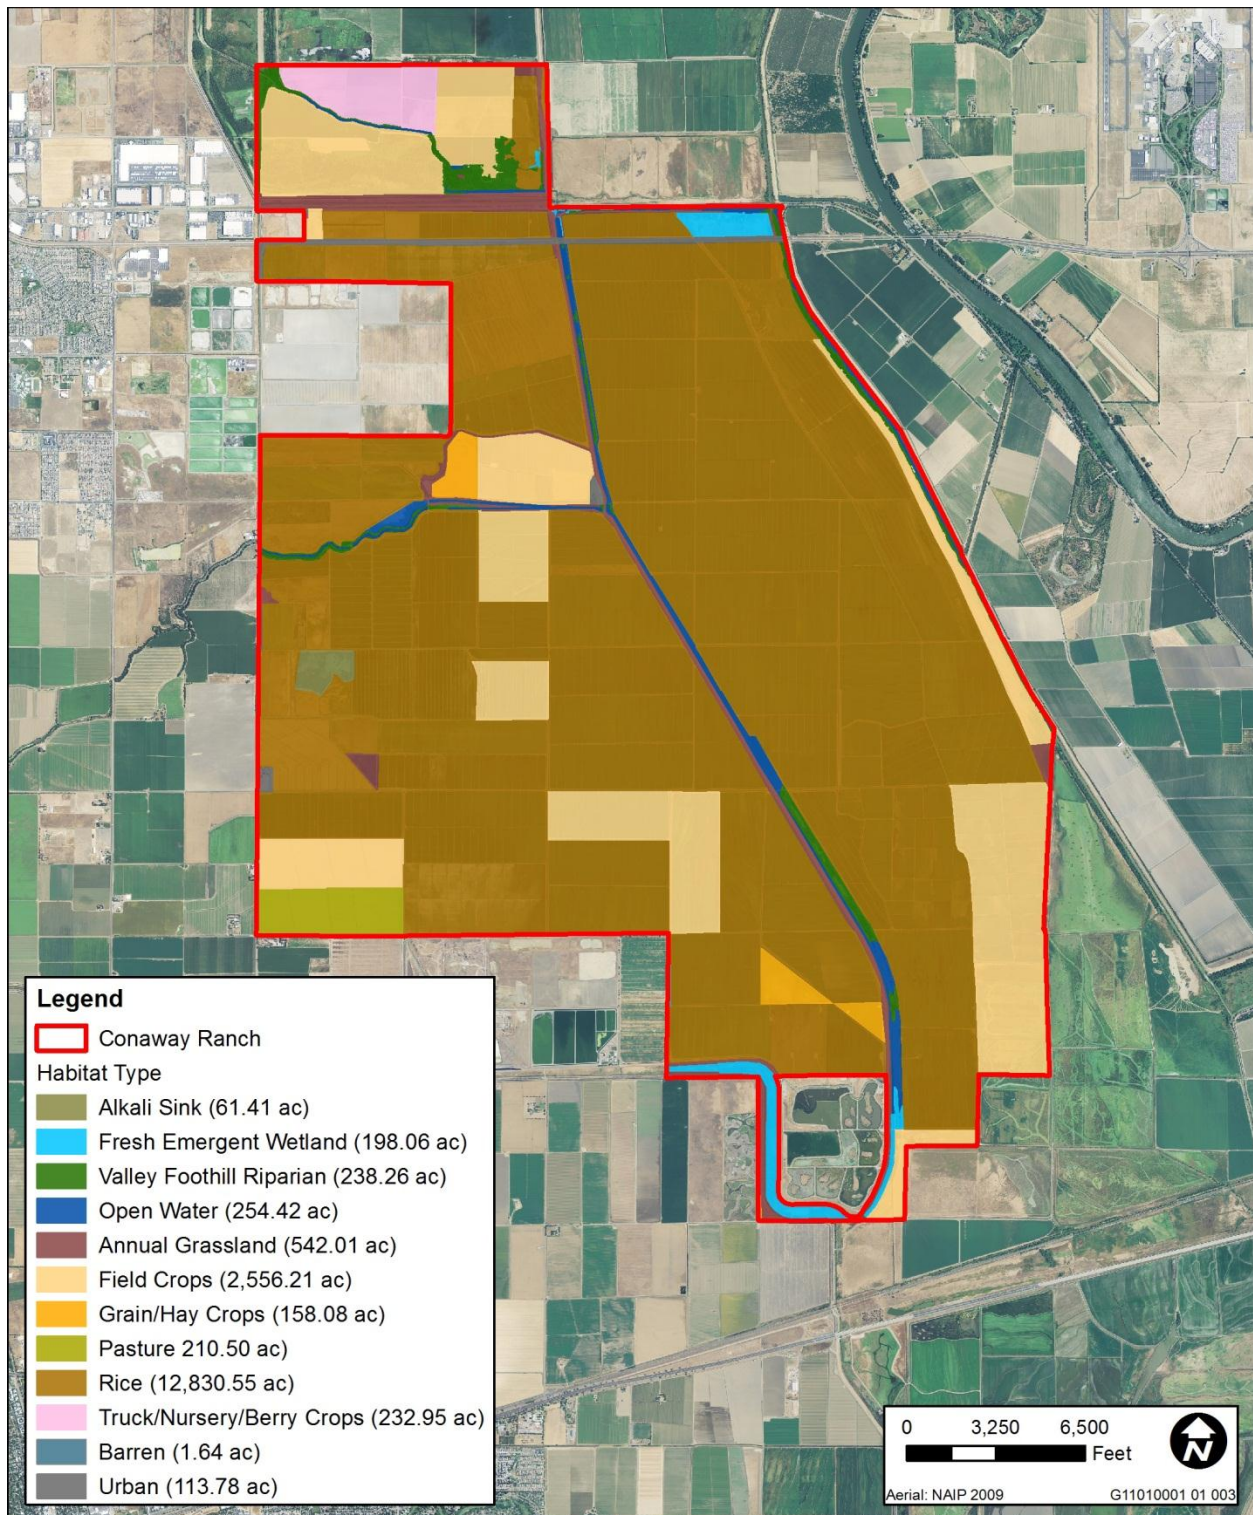 Legend
Conaway Ranch
Habitat Type
Alkali Sink (61.41 ac)
Fresh Emergent Wetland (198.06 ac)
Valley Foothill Riparian (238.26 ac)
Open Water (254.42 ac)
Annual Grassland (542.01 ac)
Field Crops (2,556.21 ac)
Grain/Hay Crops (158.08 ac)
Pasture 210.50 ac)
Rice (12,830.55 ac)
Truck/Nursery/Berry Crops (232.95 ac)
Barren (1.64 ac)
Urban (113.78 ac)
0 3,250 6,500
Feet
N
Aerial: NAIP 2009 G11010001 01 003